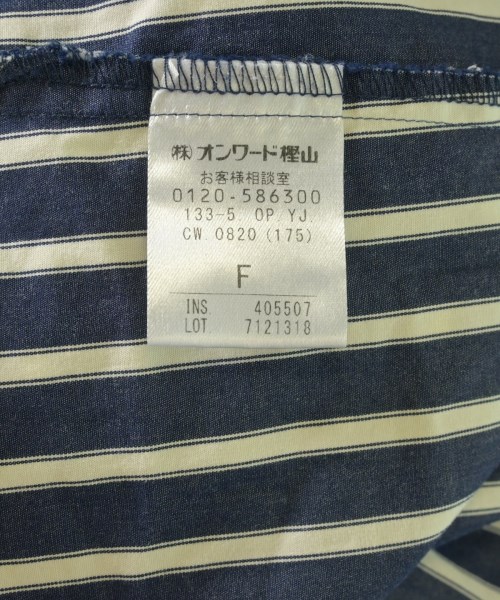 ㈱オンワード樫山
お客様相談室
0120-586300
133-5. OP. YJ.
CW. 0820 (175)
F
INS. 405507
LOT. 7121318